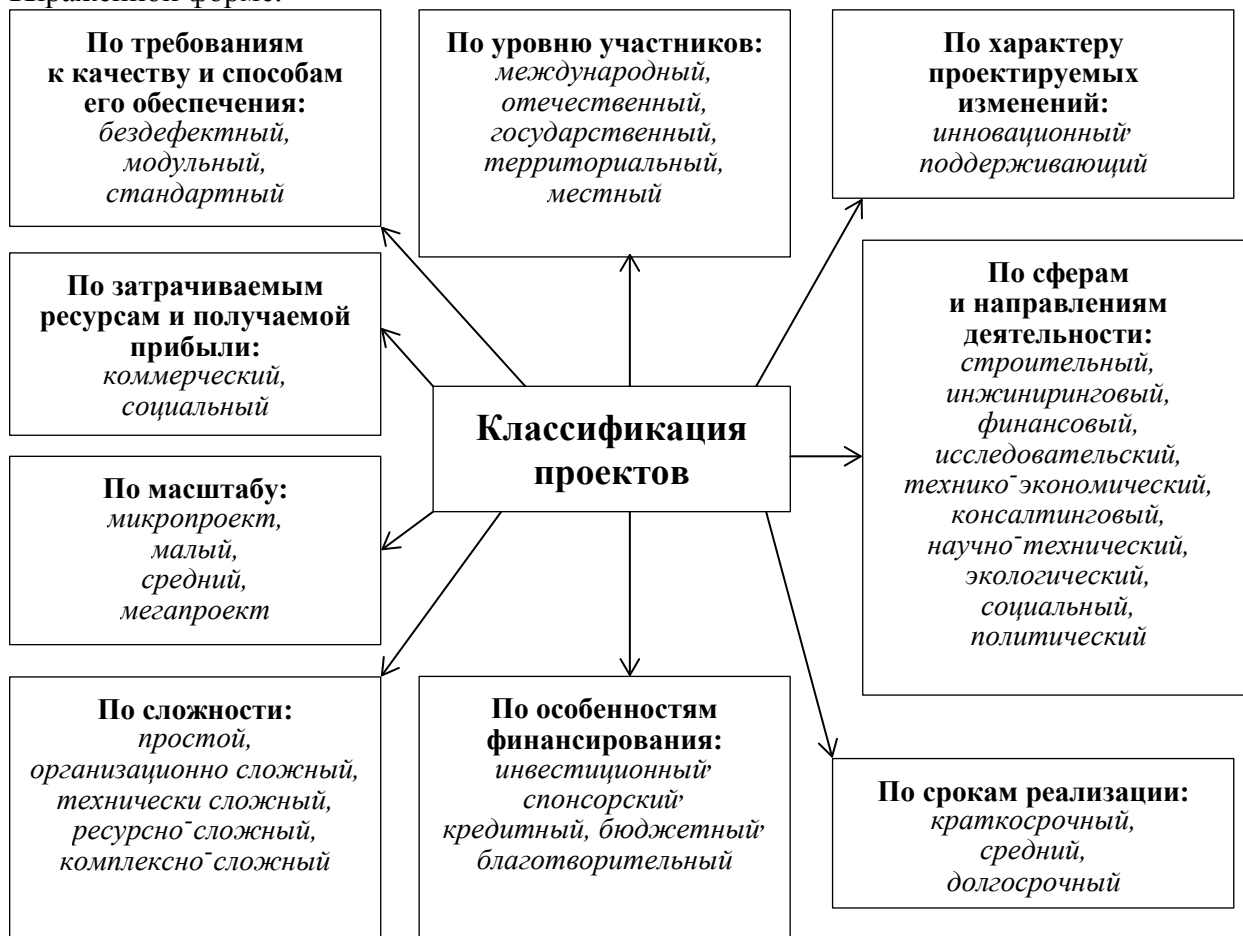 По требованиям
к качеству и способам
его обеспечения:
бездефектный,
модульный,
стандартный
По уровню участников:
международный,
отечественный,
государственный,
территориальный,
местный
По характеру
проектируемых
изменений:
инновационный,
поддерживающий
По затрачиваемым
ресурсам и получаемой
прибыли:
коммерческий,
социальный
Классификация
проектов
По сферам
и направлениям
деятельности:
строительный,
инжиниринговый,
финансовый,
исследовательский,
технико-экономический,
консалтинговый,
научно-технический,
экологический,
социальный,
политический
По масштабу:
микропроект,
малый,
средний,
мегапроект
По сложности:
простой,
организационно сложный,
технически сложный,
ресурсно-сложный,
комплексно-сложный
По особенностям
финансирования:
инвестиционный,
спонсорский,
кредитный, бюджетный,
благотворительный
По срокам реализации:
краткосрочный,
средний,
долгосрочный